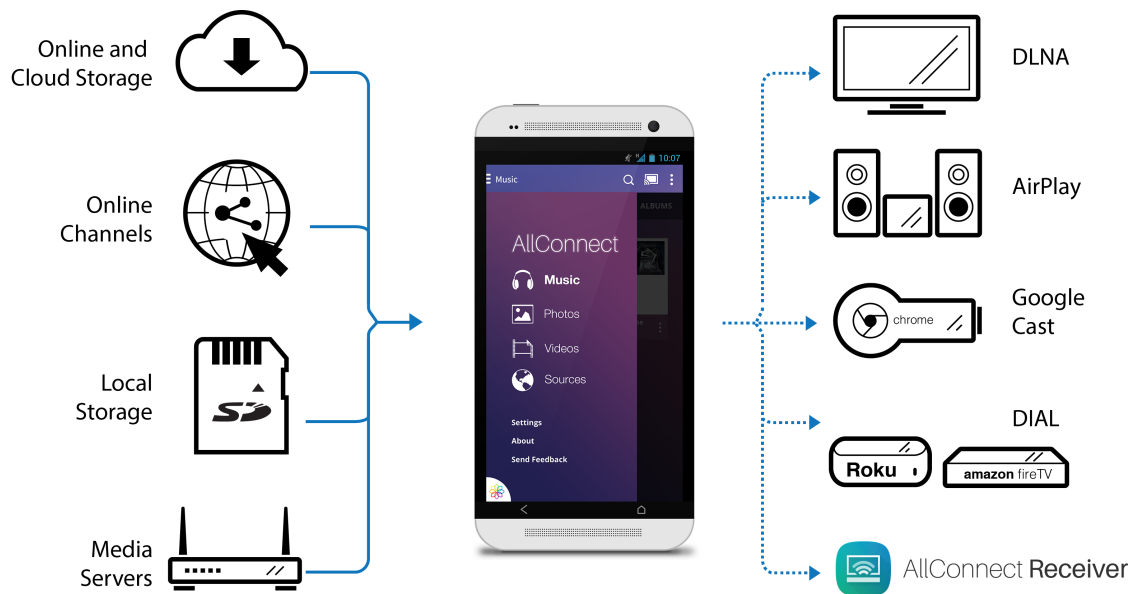 Online and
Cloud Storage
Online
Channels
Local
Storage
SD
Media
Servers
10:07
Music
ALBUMS
AllConnect
Music
Photos
Videos
Sources
Settings
About
Send Feedback
DLNA
AirPlay
Google
Cast
chrome
DIAL
Roku
amazon fireTV
AllConnect Receiver